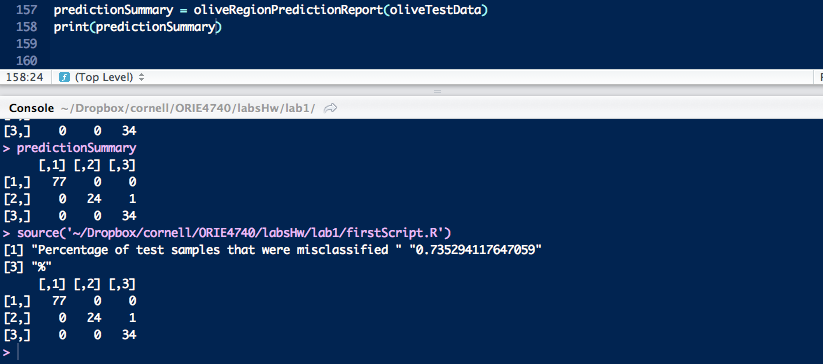 157 predictionSummary = oliveRegionPredictionReport(oliveTestData)
158 print(predictionSummary)
159
160
158:24 (Top Level)
Console ~/Dropbox/cornell/ORIE4740/labsHw/lab1/
[3,] 0 0 34
> predictionSummary
[,1] [,2] [,3]
[1,] 77 0 0
[2,] 0 24 1
[3,] 0 0 34
> source('~/Dropbox/cornell/ORIE4740/labsHw/lab1/firstScript.R')
[1] "Percentage of test samples that were misclassified " "0.735294117647059"
[3] "%"
[,1] [,2] [,3]
[1,] 77 0 0
[2,] 0 24 1
[3,] 0 0 34
>